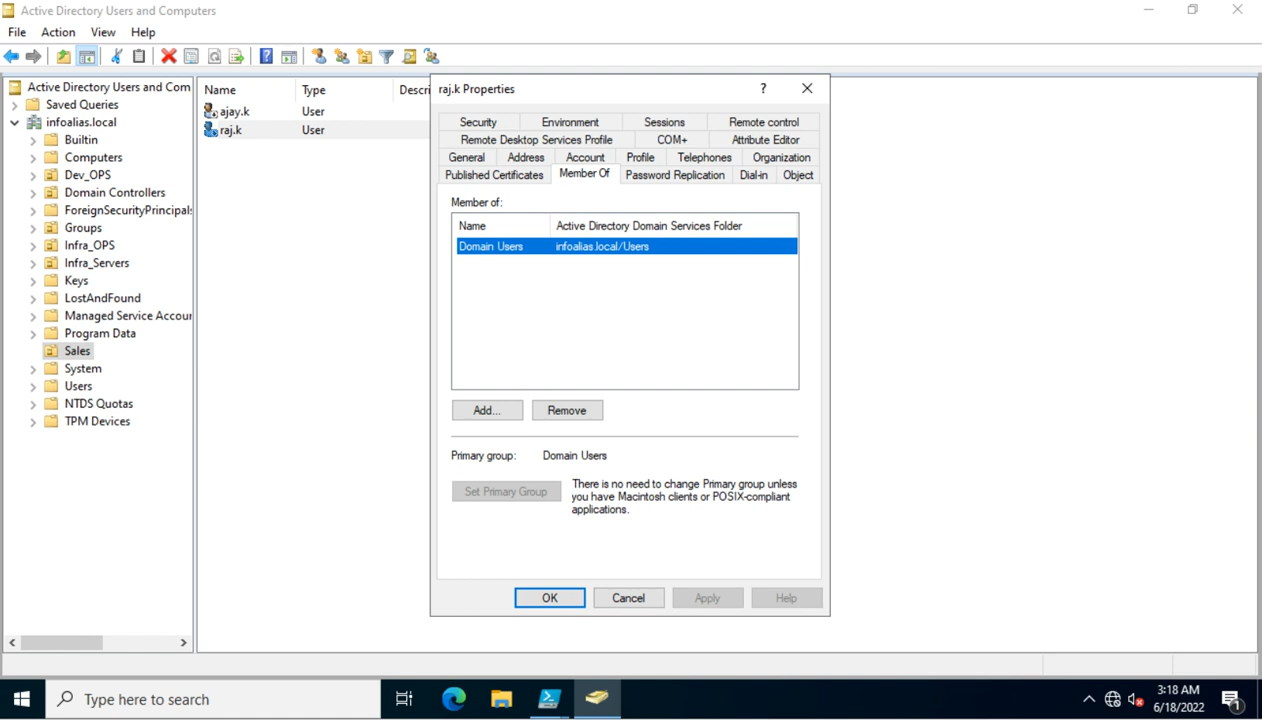 Active Directory Users and Computers
File Action View Help
Active Directory Users and Com
Saved Queries
infoalias.local
Builtin
Computers
Dev_OPS
Domain Controllers
ForeignSecurityPrincipals
Groups
Infra_OPS
Infra_Servers
Keys
LostAndFound
Managed Service Accour
Program Data
Sales
System
Users
NTDS Quotas
TPM Devices
Name Type Descri
ajay.k User
raj.k User
raj.k Properties
Security Environment Sessions Remote control
Remote Desktop Services Profile COM+ Attribute Editor
General Address Account Profile Telephones Organization
Published Certificates Member Of Password Replication Dial-in Object
Member of:
Name Active Directory Domain Services Folder
Domain Users infoalias.local/Users
Add... Remove
Primary group: Domain Users
Set Primary Group
There is no need to change Primary group unless
you have Macintosh clients or POSIX-compliant
applications.
OK Cancel Apply Help
Type here to search
3:18 AM
6/18/2022
1